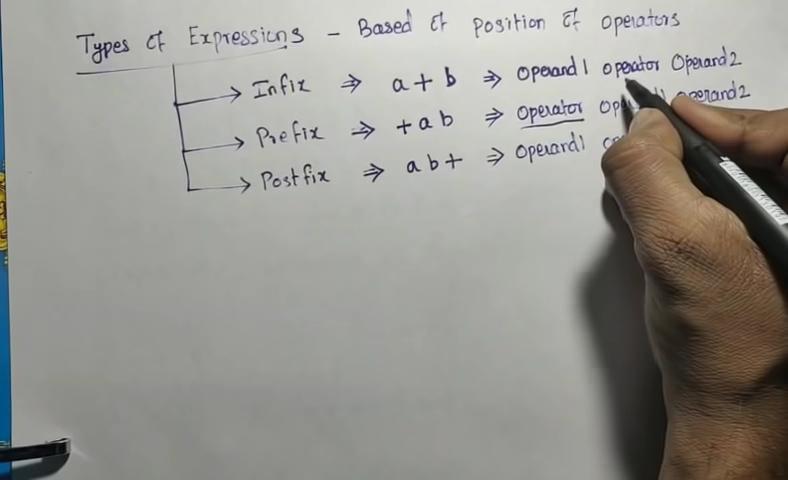 Types of Expressions - Based of position of operators
Infix ⇒ a + b ⇒ operand1 operator Operand2
Prefix ⇒ + a b ⇒ Operator operand2
Postfix ⇒ a b + ⇒ Operand1